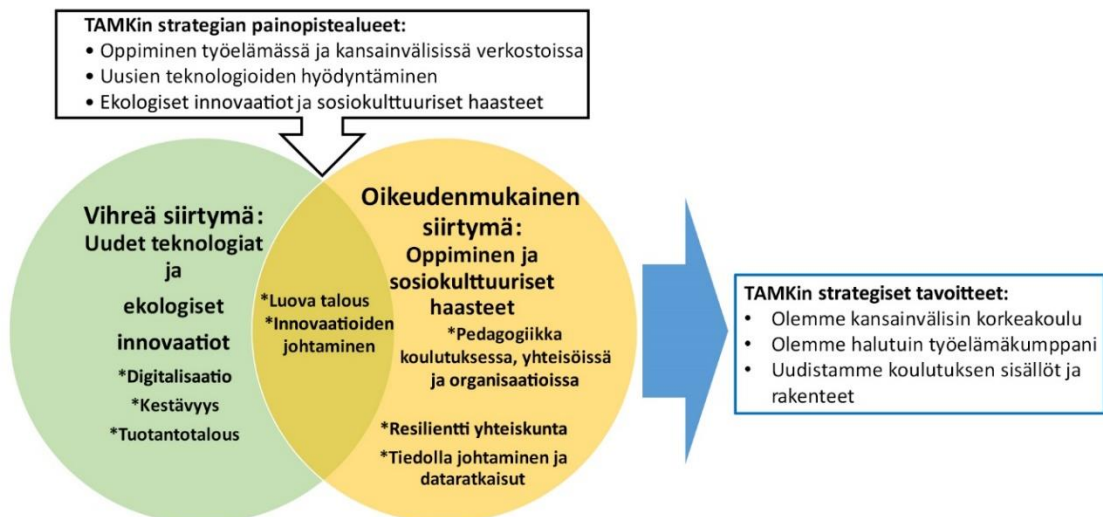 TAMKin strategian painopistealueet:
• Oppiminen työelämässä ja kansainvälisissä verkostoissa
• Uusien teknologioiden hyödyntäminen
• Ekologiset innovaatiot ja sosiokulttuuriset haasteet
Vihreä siirtymä:
Uudet teknologiat
ja
ekologiset
innovaatiot
*Digitalisaatio
*Kestävyys
*Tuotantotalous
*Luova talous
*Innovaatioiden
johtaminen
Oikeudenmukainen
siirtymä:
Oppiminen ja
sosiokulttuuriset
haasteet
*Pedagogiikka
koulutuksessa, yhteisöissä
ja organisaatioissa
*Resilientti yhteiskunta
*Tiedolla johtaminen ja
dataratkaisut
TAMKin strategiset tavoitteet:
• Olemme kansainvälisin korkeakoulu
• Olemme halutuin työelämäkumppani
• Uudistamme koulutuksen sisällöt ja
rakenteet